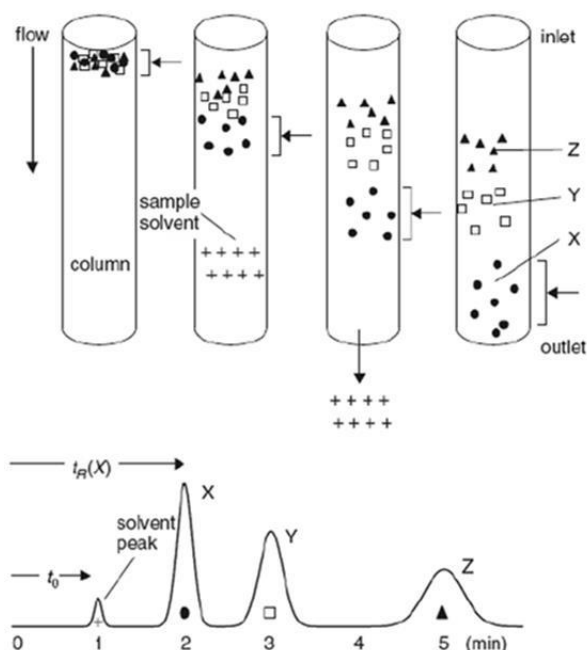 flow
inlet
Z
sample
solvent
Y
column
X
outlet
+ + + +
+ + + +
+ + + +
+ + + +
tR(X)
X
solvent
peak
Y
t0
Z
+
0 1 2 3 4 5 (min)